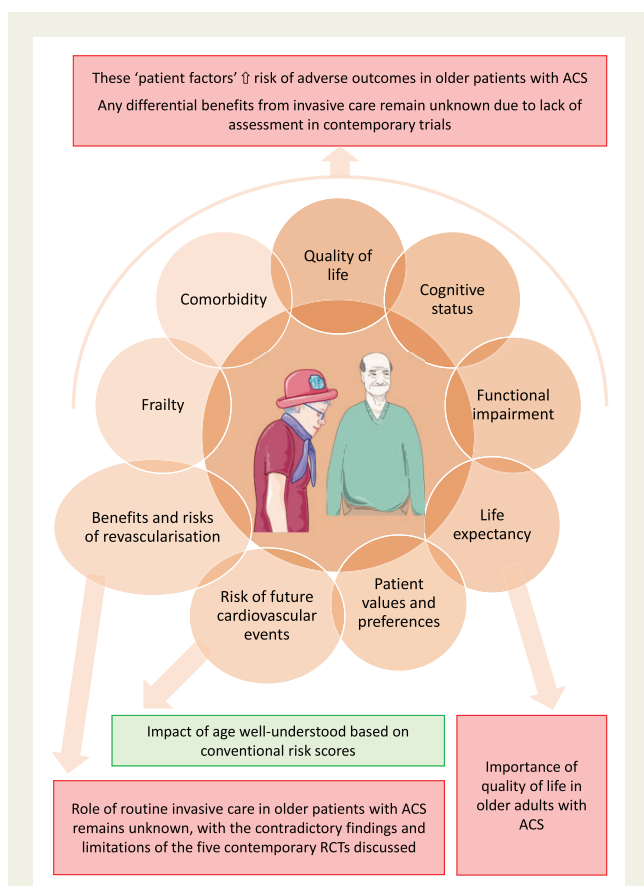 These ‘patient factors’ ⇧ risk of adverse outcomes in older patients with ACS
Any differential benefits from invasive care remain unknown due to lack of
assessment in contemporary trials
Quality of
life
Comorbidity
Cognitive
status
Frailty
Functional
impairment
Benefits and risks
of revascularisation
Life
expectancy
Risk of future
cardiovascular
events
Patient
values and
preferences
Impact of age well-understood based on
conventional risk scores
Importance of
quality of life in
older adults with
ACS
Role of routine invasive care in older patients with ACS
remains unknown, with the contradictory findings and
limitations of the five contemporary RCTs discussed